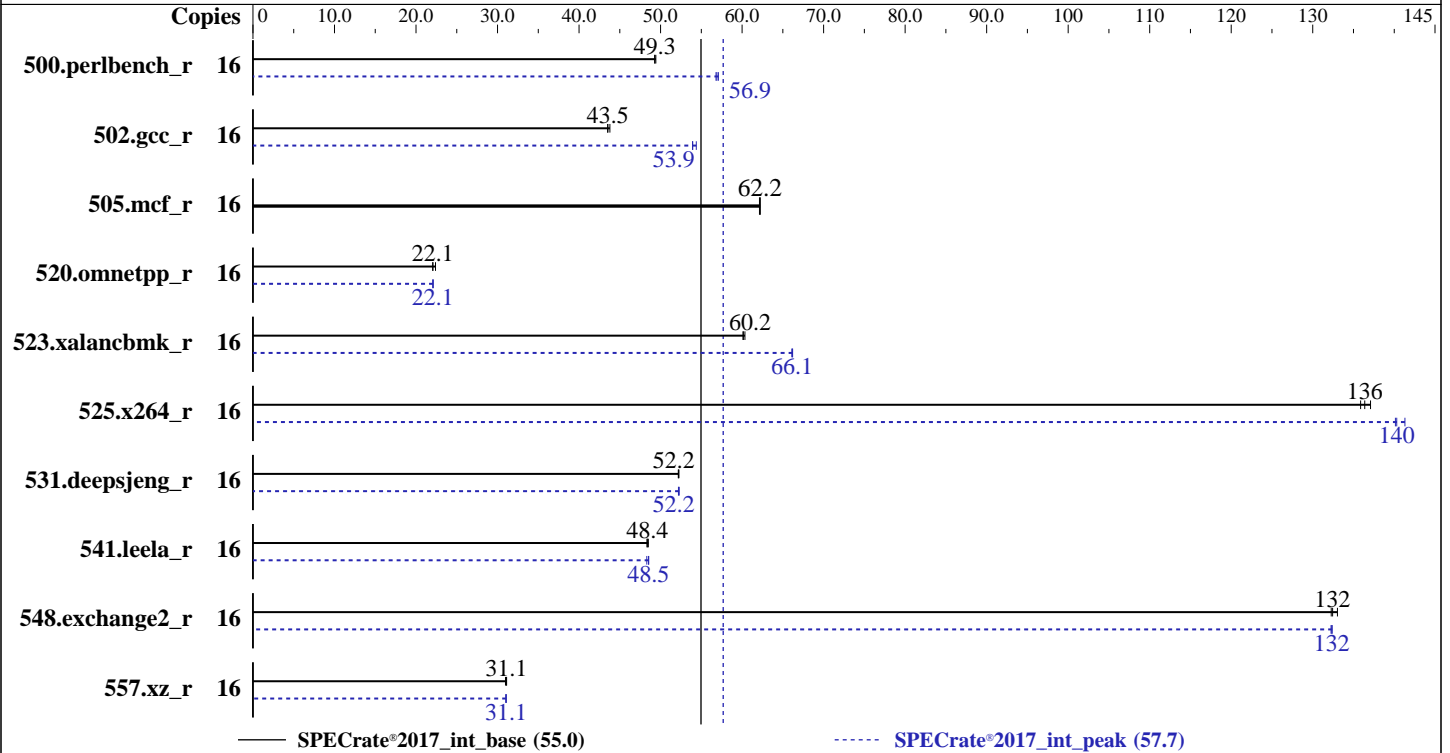 Copies 0 10.0 20.0 30.0 40.0 50.0 60.0 70.0 80.0 90.0 100 110 120 130 145
49.3
500.perlbench_r 16
56.9
43.5
502.gcc_r 16
53.9
62.2
505.mcf_r 16
22.1
520.omnetpp_r 16
22.1
60.2
523.xalancbmk_r 16
66.1
136
525.x264_r 16
140
52.2
531.deepsjeng_r 16
52.2
48.4
541.leela_r 16
48.5
132
548.exchange2_r 16
132
31.1
557.xz_r 16
31.1
SPECrate®2017_int_base (55.0) SPECrate®2017_int_peak (57.7)